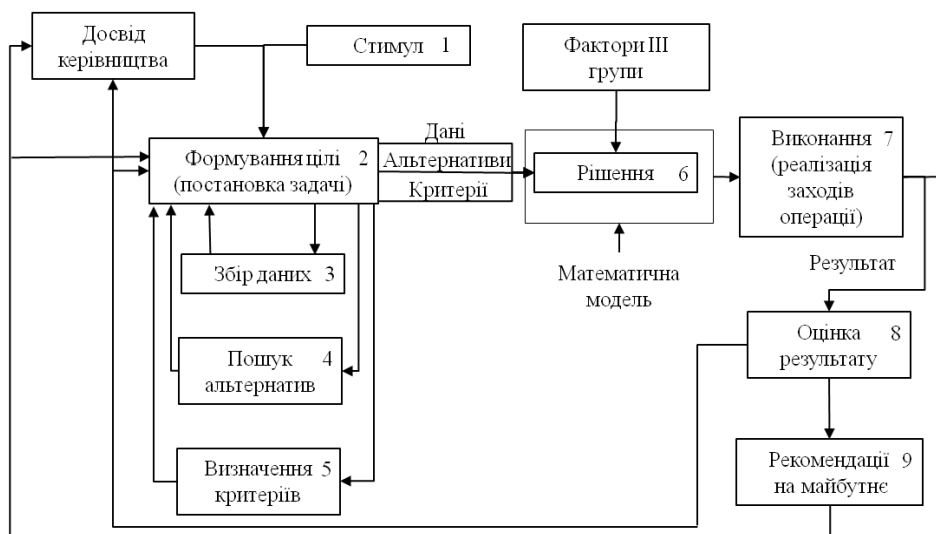 Досвід
керівництва
Стимул 1
Фактори III
групи
Формування цілі 2
(постановка задачі)
Дані
Альтернативи
Критерії
Рішення 6
Виконання 7
(реалізація
заходів
операції)
Збір даних 3
Математична
модель
Результат
Пошук 4
альтернатив
Оцінка 8
результату
Визначення 5
критеріїв
Рекомендації 9
на майбутнє